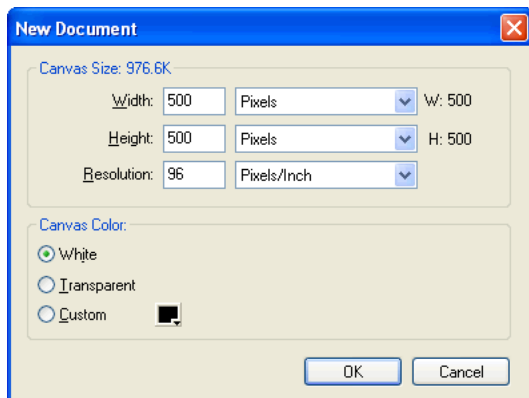 New Document
Canvas Size: 976.6K
Width: 500 Pixels W: 500
Height: 500 Pixels H: 500
Resolution: 96 Pixels/Inch
Canvas Color:
White
Transparent
Custom
OK Cancel